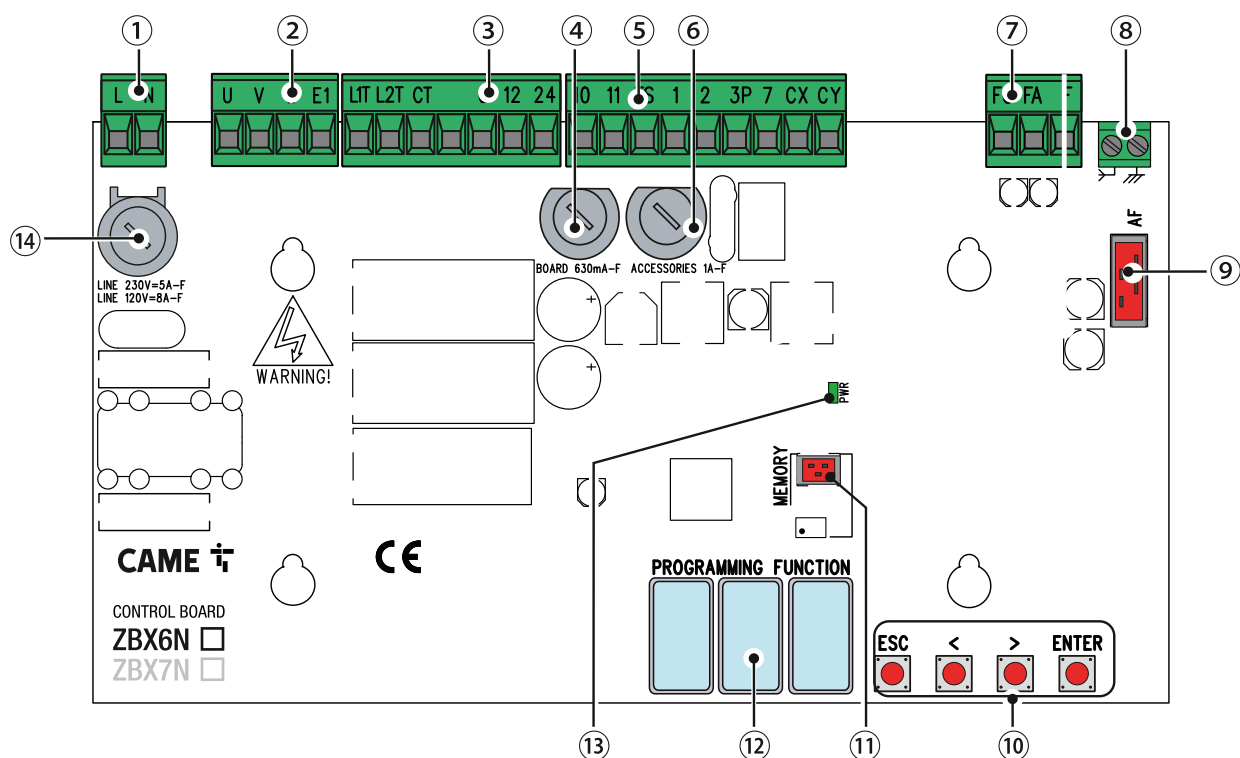 1 2 3 4 5 6 7 8
L N U V E1 L1T L2T CT 12 24 10 11 TS 1 2 3P 7 CX CY FA F
14
BOARD 630mA-F ACCESSORIES 1A-F
AF
9
LINE 230V=5A-F
LINE 120V=8A-F
WARNING!
PWR
MEMORY
CAME
CE
PROGRAMMING FUNCTION
CONTROL BOARD
ZBX6N
ZBX7N
ESC < > ENTER
13 12 11 10